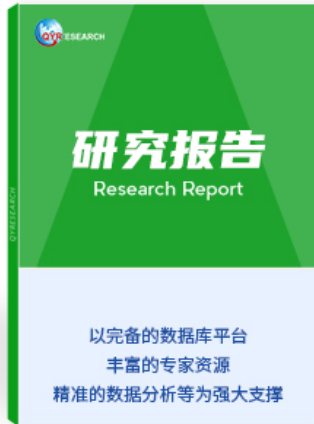 QYRESEARCH
研究报告
Research Report
QYRESEARCH
以完备的数据库平台
丰富的专家资源
精准的数据分析等为强大支撑